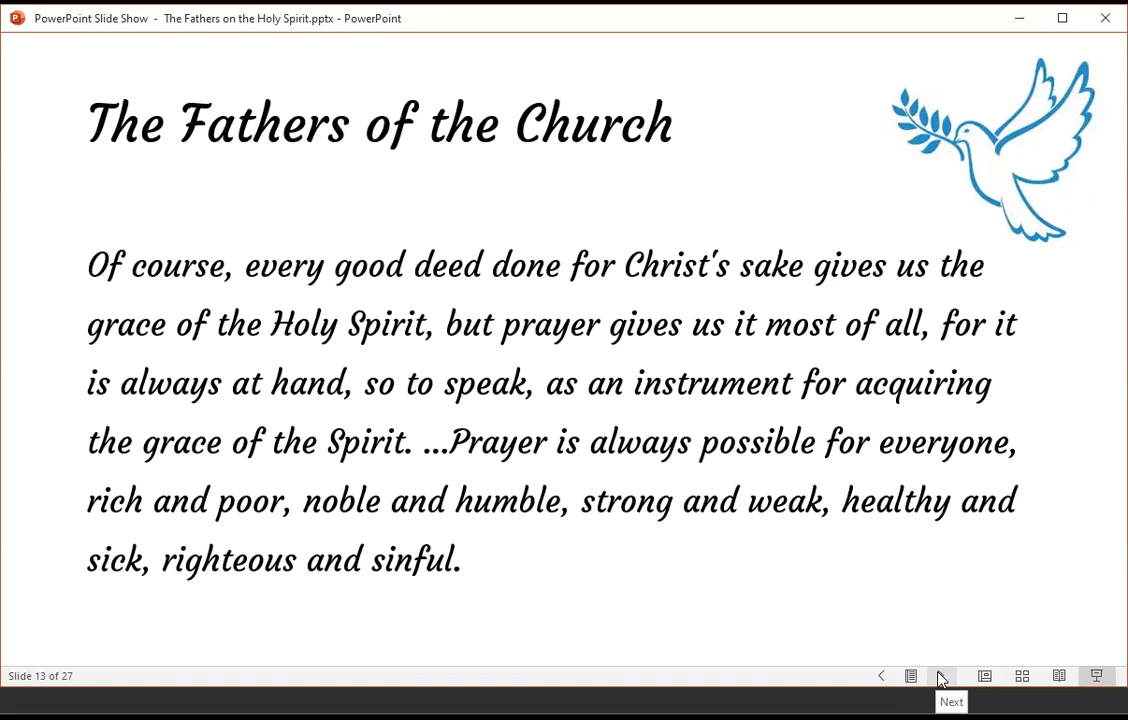 PowerPoint Slide Show - The Fathers on the Holy Spirit.pptx - PowerPoint
The Fathers of the Church
Of course, every good deed done for Christ's sake gives us the
grace of the Holy Spirit, but prayer gives us it most of all, for it
is always at hand, so to speak, as an instrument for acquiring
the grace of the Spirit. ...Prayer is always possible for everyone,
rich and poor, noble and humble, strong and weak, healthy and
sick, righteous and sinful.
Slide 13 of 27
Next